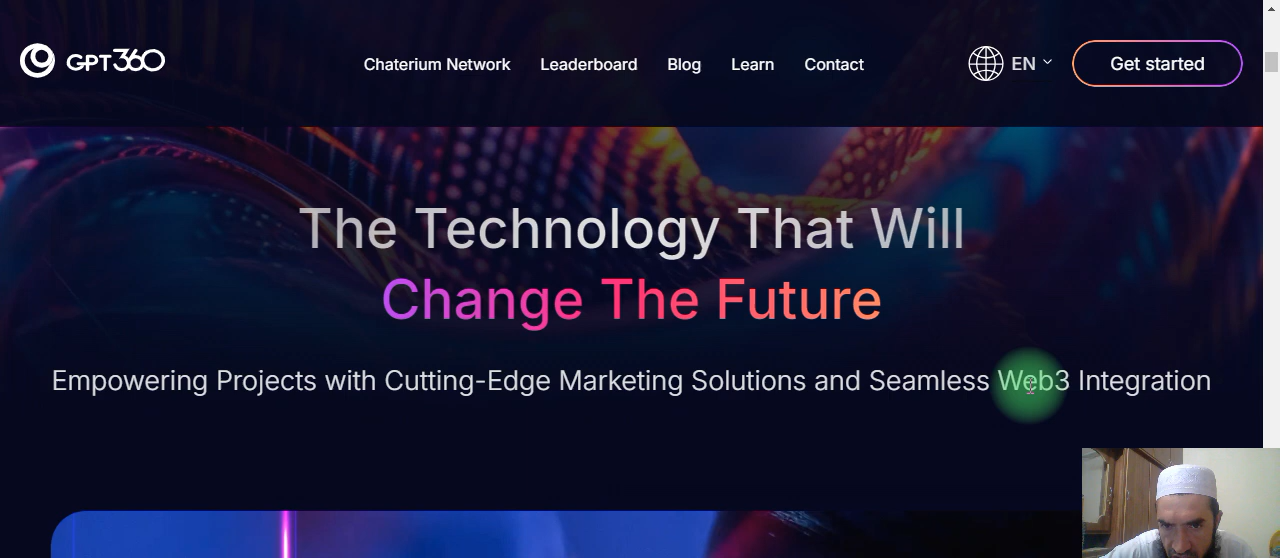 GPT360
Chaterium Network
Leaderboard
Blog
Learn
Contact
EN
Get started
The Technology That Will
Change The Future
Empowering Projects with Cutting-Edge Marketing Solutions and Seamless Web3 Integration